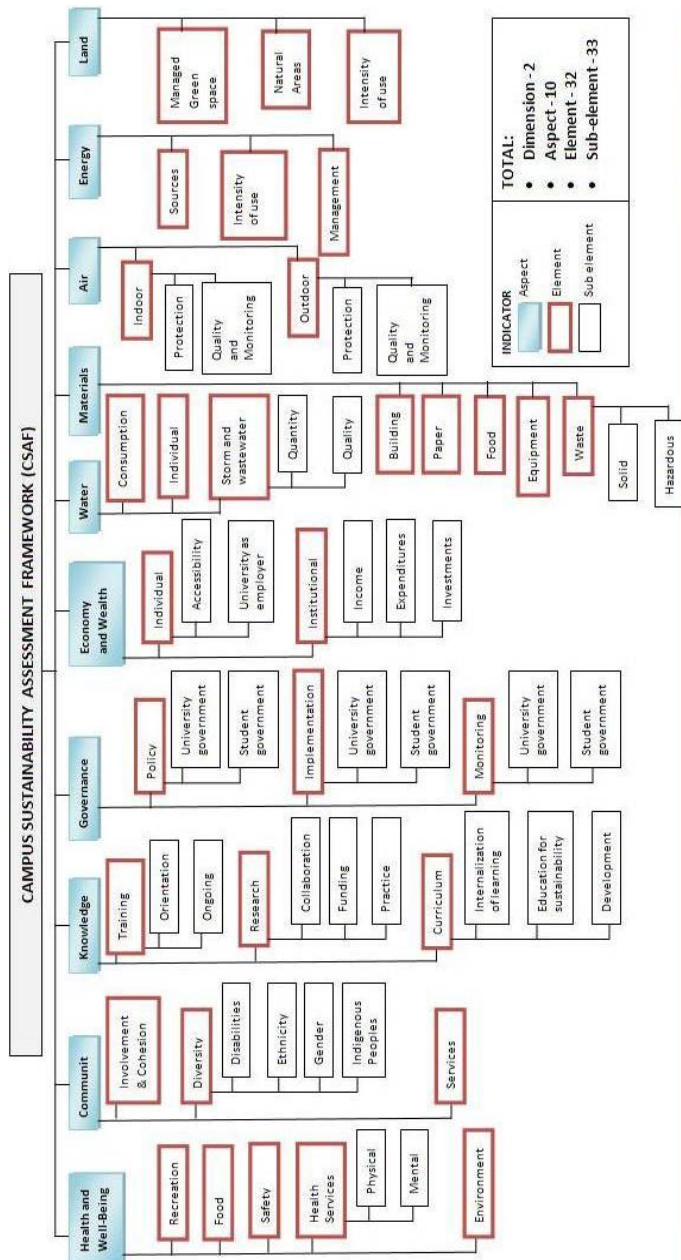 CAMPUS SUSTAINABILITY ASSESSMENT FRAMEWORK (CSAF)
Health and
Well-Being
Recreation
Food
Safety
Health
Services
Physical
Mental
Environment
Communit
Involvement
& Cohesion
Diversity
Disabilities
Ethnicity
Gender
Indigenous
Peoples
Services
Knowledge
Training
Orientation
Ongoing
Research
Collaboration
Funding
Practice
Curriculum
Internalization
of learning
Education for
sustainability
Development
Governance
Policy
University
government
Student
government
Implementation
University
government
Student
government
Monitoring
University
government
Student
government
Economy
and Wealth
Individual
Accessibility
University as
employer
Institutional
Income
Expenditures
Investments
Water
Consumption
Individual
Storm and
wastewater
Quantity
Quality
Materials
Building
Paper
Food
Equipment
Waste
Solid
Hazardous
Air
Indoor
Protection
Quality
and
Monitoring
Outdoor
Protection
Quality
and
Monitoring
Energy
Sources
Intensity
of use
Management
Land
Managed
Green
space
Natural
Areas
Intensity
of use
INDICATOR
Aspect
Element
Sub element
TOTAL:
• Dimension - 2
• Aspect - 10
• Element - 32
• Sub-element - 33